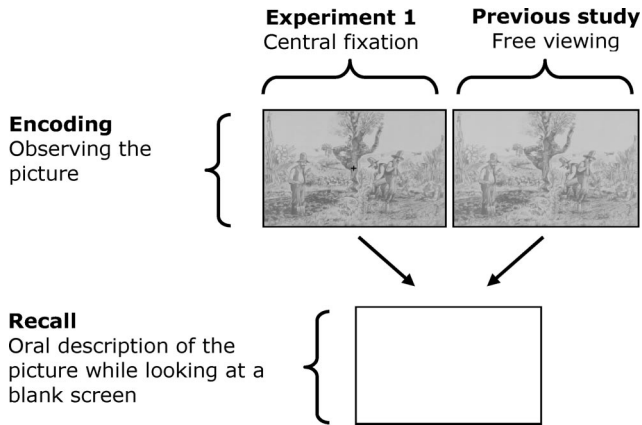 Experiment 1
Central fixation
Previous study
Free viewing
Encoding
Observing the
picture
Recall
Oral description of the
picture while looking at a
blank screen